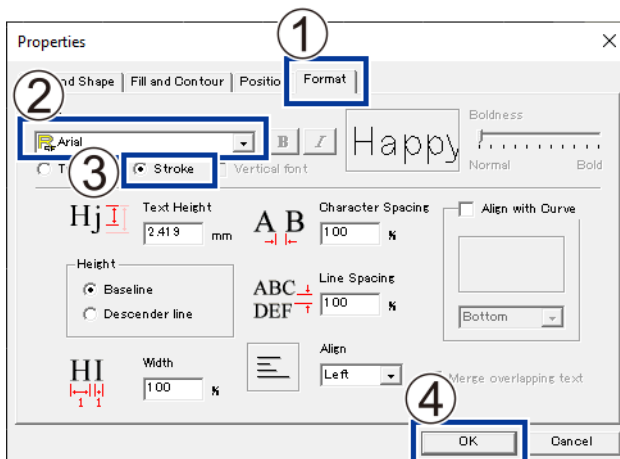 1
Properties
nd Shape
Fill and Contour
Positio
Format
2
Arial
B
I
Happy
Boldness
Normal
Bold
T
3
Stroke
Vertical font
Hj
Text Height
2.419 mm
A B
Character Spacing
100 %
Align with Curve
Height
Baseline
Descender line
ABC
DEF
Line Spacing
100 %
Bottom
HI
1 1
Width
100 %
Align
Left
Merge overlapping text
4
OK
Cancel